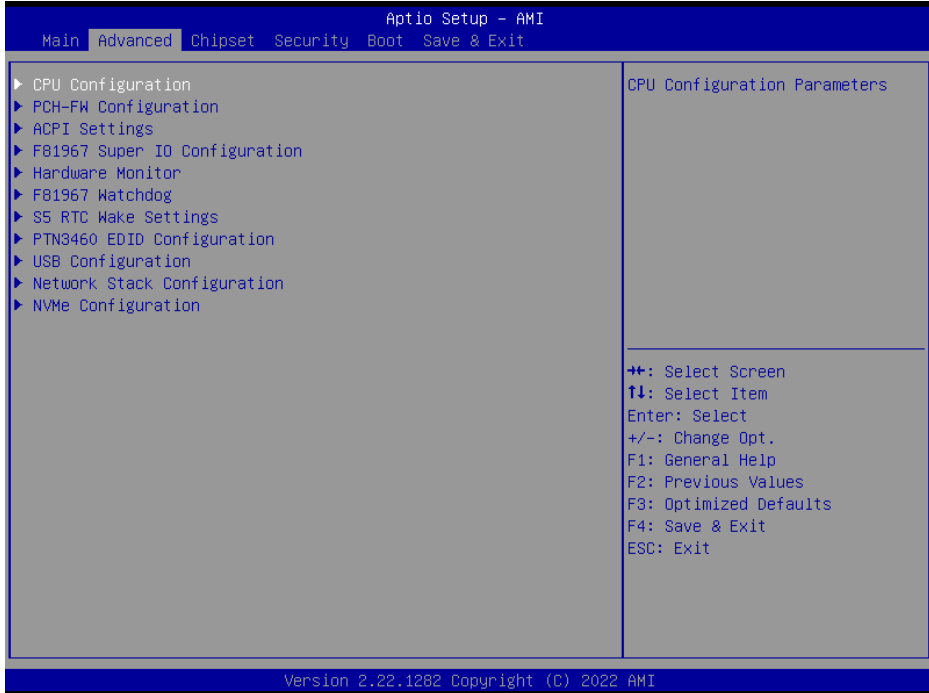 Aptio Setup – AMI
Main Advanced Chipset Security Boot Save & Exit
▶ CPU Configuration
▶ PCH-FW Configuration
▶ ACPI Settings
▶ F81967 Super IO Configuration
▶ Hardware Monitor
▶ F81967 Watchdog
▶ S5 RTC Wake Settings
▶ PTN3460 EDID Configuration
▶ USB Configuration
▶ Network Stack Configuration
▶ NVMe Configuration
CPU Configuration Parameters
→←: Select Screen
↑↓: Select Item
Enter: Select
+/-: Change Opt.
F1: General Help
F2: Previous Values
F3: Optimized Defaults
F4: Save & Exit
ESC: Exit
Version 2.22.1282 Copyright (C) 2022 AMI